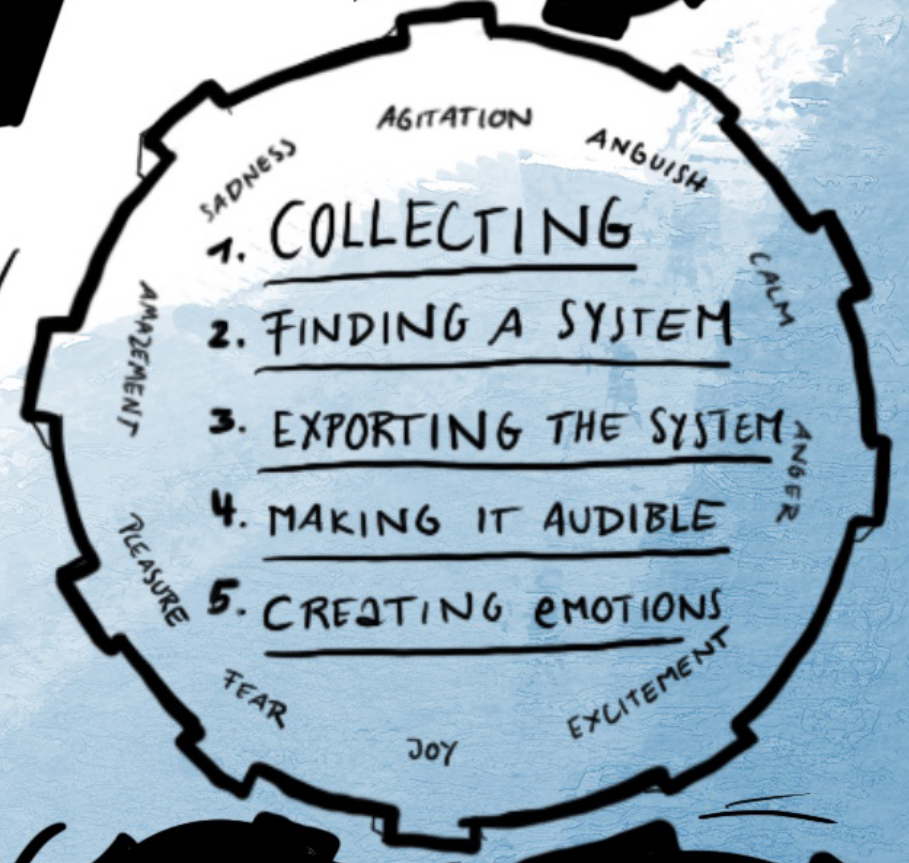 AGITATION
ANGUISH
SADNESS
1. COLLECTING
CALM
AMAZEMENT
2. FINDING A SYSTEM
3. EXPORTING THE SYSTEM
ANGER
4. MAKING IT AUDIBLE
PLEASURE
5. CREaTING eMOTIONS
EXCITEMENT
FEAR
JOY